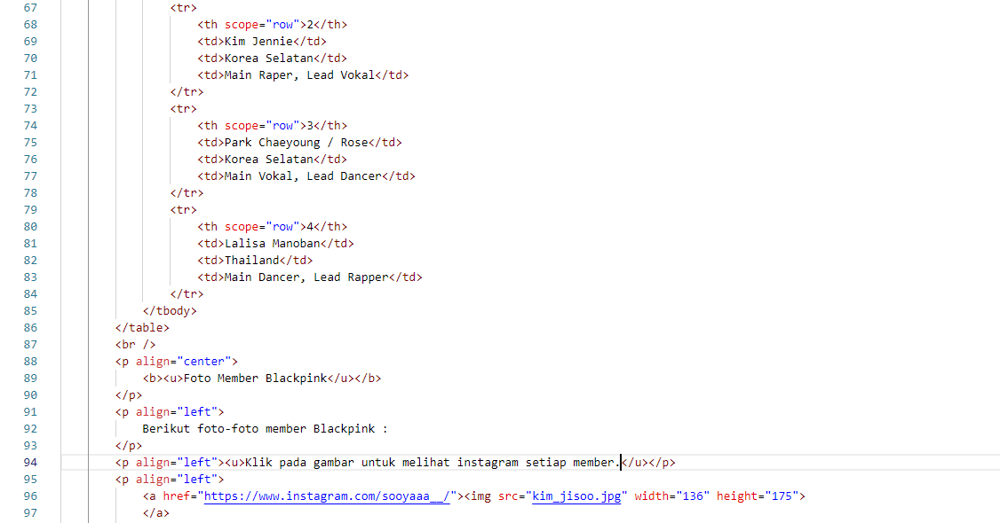 67 <tr>
68 <th scope="row">2</th>
69 <td>Kim Jennie</td>
70 <td>Korea Selatan</td>
71 <td>Main Raper, Lead Vokal</td>
72 </tr>
73 <tr>
74 <th scope="row">3</th>
75 <td>Park Chaeyoung / Rose</td>
76 <td>Korea Selatan</td>
77 <td>Main Vokal, Lead Dancer</td>
78 </tr>
79 <tr>
80 <th scope="row">4</th>
81 <td>Lalisa Manoban</td>
82 <td>Thailand</td>
83 <td>Main Dancer, Lead Rapper</td>
84 </tr>
85 </tbody>
86 </table>
87 <br />
88 <p align="center">
89 <b><u>Foto Member Blackpink</u></b>
90 </p>
91 <p align="left">
92 Berikut foto-foto member Blackpink :
93 </p>
94 <p align="left"><u>Klik pada gambar untuk melihat instagram setiap member.</u></p>
95 <p align="left">
96 <a href="https://www.instagram.com/sooyaaa__/"><img src="kim_jisoo.jpg" width="136" height="175">
97 </a>